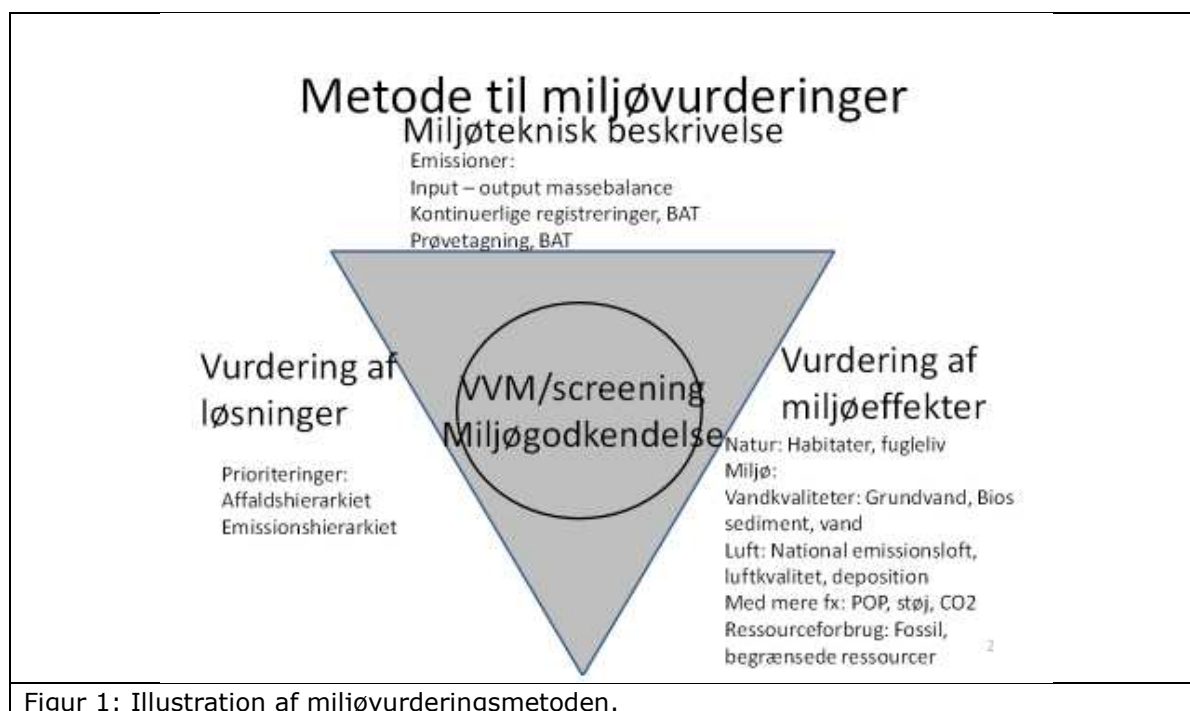 Metode til miljøvurderinger
Miljøteknisk beskrivelse
Emissioner:
Input – output massebalance
Kontinuerlige registreringer, BAT
Prøvetagning, BAT
Vurdering af
løsninger
Prioriteringer:
Affaldshierarkiet
Emissionshierarkiet
VVM/screening
Miljøgodkendelse
Vurdering af
miljøeffekter
Natur: Habitater, fugleliv
Miljø:
Vandkvaliteter: Grundvand, Bios
sediment, vand
Luft: National emissionsloft,
luftkvalitet, deposition
Med mere fx: POP, støj, CO2
Ressourceforbrug: Fossil,
begrænsede ressourcer
2
Figur 1: Illustration af miljøvurderingsmetoden.